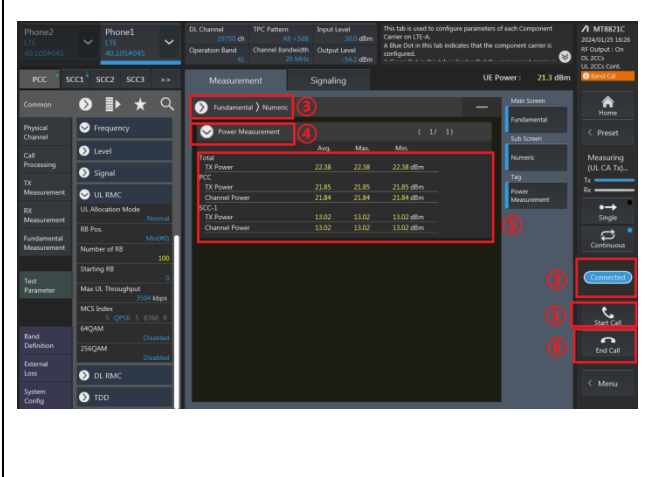 Phone2
LTE
40.10S#045
Phone1
LTE
40.10S#045
DL Channel
39750 ch
TPC Pattern
All +3dB
Input Level
30.0 dBm
Operation Band
41
Channel Bandwidth
20 MHz
Output Level
-54.2 dBm
This tab is used to configure parameters of each Component
Carrier on LTE-A.
A Blue Dot in this tab indicates that the component carrier is
configured.
MT8821C
2024/01/25 18:26
RF Output : On
DL 2CCs
UL 2CCs Cont.
Band Cal
PCC
SCC1
SCC2
SCC3
>>
Measurement
Signaling
UE Power : 21.3 dBm
Common
Physical
Channel
Call
Processing
TX
Measurement
RX
Measurement
Fundamental
Measurement
Test
Parameter
Band
Definition
External
Loss
System
Config
Frequency
Level
Signal
UL RMC
UL Allocation Mode
Normal
RB Pos.
Min(#0)
Number of RB
100
Starting RB
0
Max UL Throughput
3504 kbps
MCS Index
5 QPSK 5 8760 8
64QAM
Disabled
256QAM
Disabled
DL RMC
TDD
Fundamental 〉 Numeric
③
Power Measurement
④
( 1/ 1)
Avg. Max. Min.
Total
TX Power 22.38 22.38 22.38 dBm
PCC
TX Power 21.85 21.85 21.85 dBm
Channel Power 21.84 21.84 21.84 dBm
SCC-1
TX Power 13.02 13.02 13.02 dBm
Channel Power 13.02 13.02 13.02 dBm
⑤
Main Screen
Fundamental
Sub Screen
Numeric
Tag
Power
Measurement
Home
< Preset
Measuring
(UL CA Tx)...
Tx
Rx
Single
Continuous
② Connected
① Start Call
⑥ End Call
< Menu